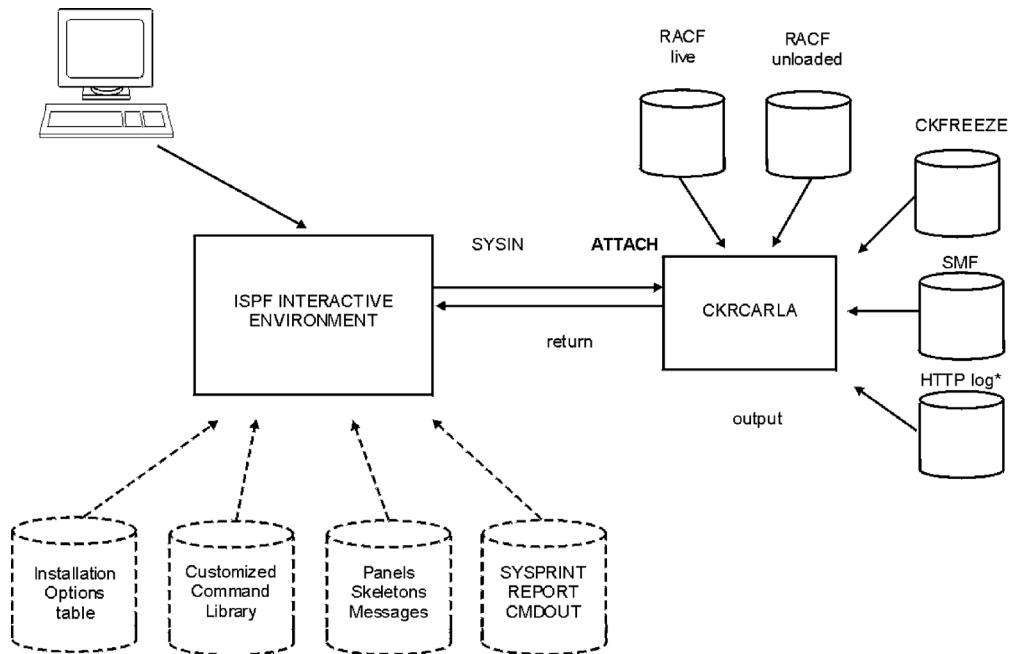 RACF
live
RACF
unloaded
CKFREEZE
SYSIN
ATTACH
SMF
ISPF INTERACTIVE
ENVIRONMENT
CKRCARLA
return
HTTP log*
output
Installation
Options
table
Customized
Command
Library
Panels
Skeletons
Messages
SYSPRINT
REPORT
CMDOUT